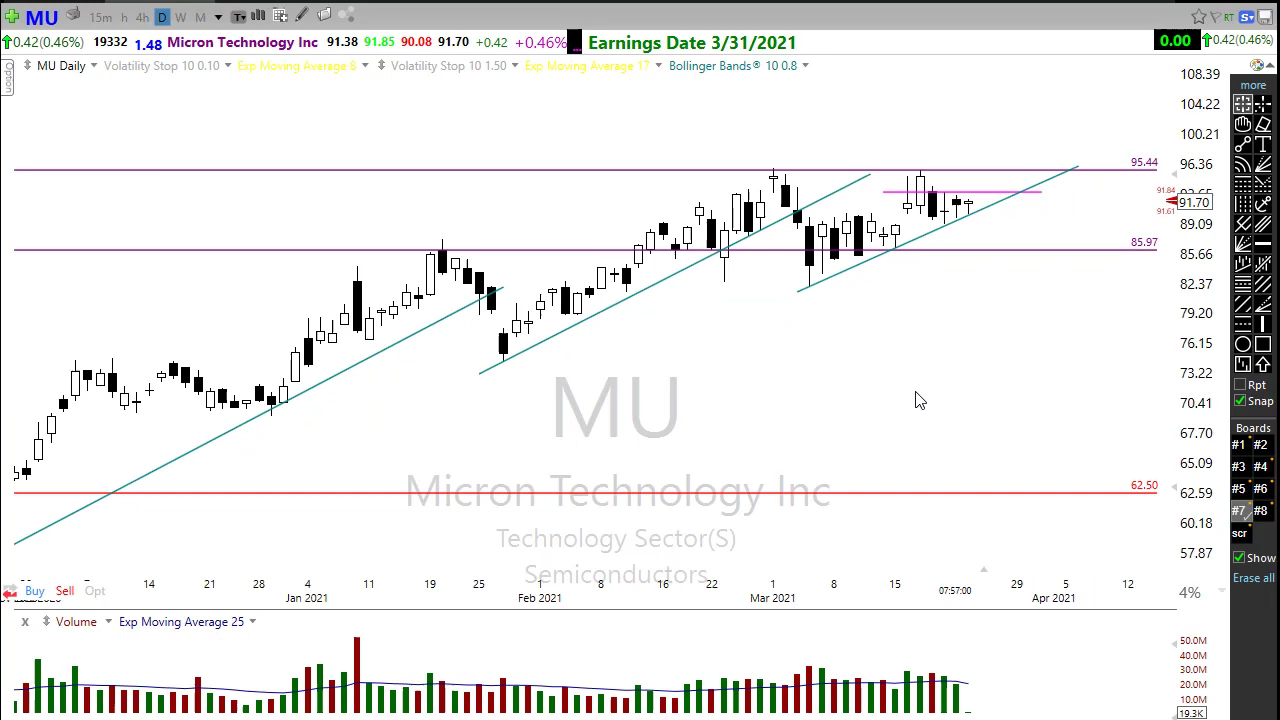 MU 15m h 4h D W M T RT S
0.42(0.46%) 19332 1.48 Micron Technology Inc 91.38 91.85 90.08 91.70 +0.42 +0.46% ... Earnings Date 3/31/2021 0.00 0.42(0.46%)
MU Daily Volatility Stop 10 0.10 Exp Moving Average 8 Volatility Stop 10 1.50 Exp Moving Average 17 Bollinger Bands® 10 0.8
Option
108.39
104.22
100.21
95.44 96.36
91.84
91.70
91.61
89.09
85.97
85.66
82.37
79.20
76.15
73.22
70.41
67.70
65.09
62.50 62.59
60.18
57.87
MU
Micron Technology Inc
Technology Sector(S)
Semiconductors
7 14 21 28 4 11 19 25 1 8 16 22 1 8 15 29 5 12
Jan 2021 Feb 2021 Mar 2021 07:57:00 Apr 2021
Buy Sell Opt 4%
x Volume Exp Moving Average 25
50.0M
40.0M
30.0M
20.0M
10.0M
19.3K
more
T
Rpt
Snap
Boards
#1 #2
#3 #4
#5 #6
#7 #8
scr
Show
Erase all